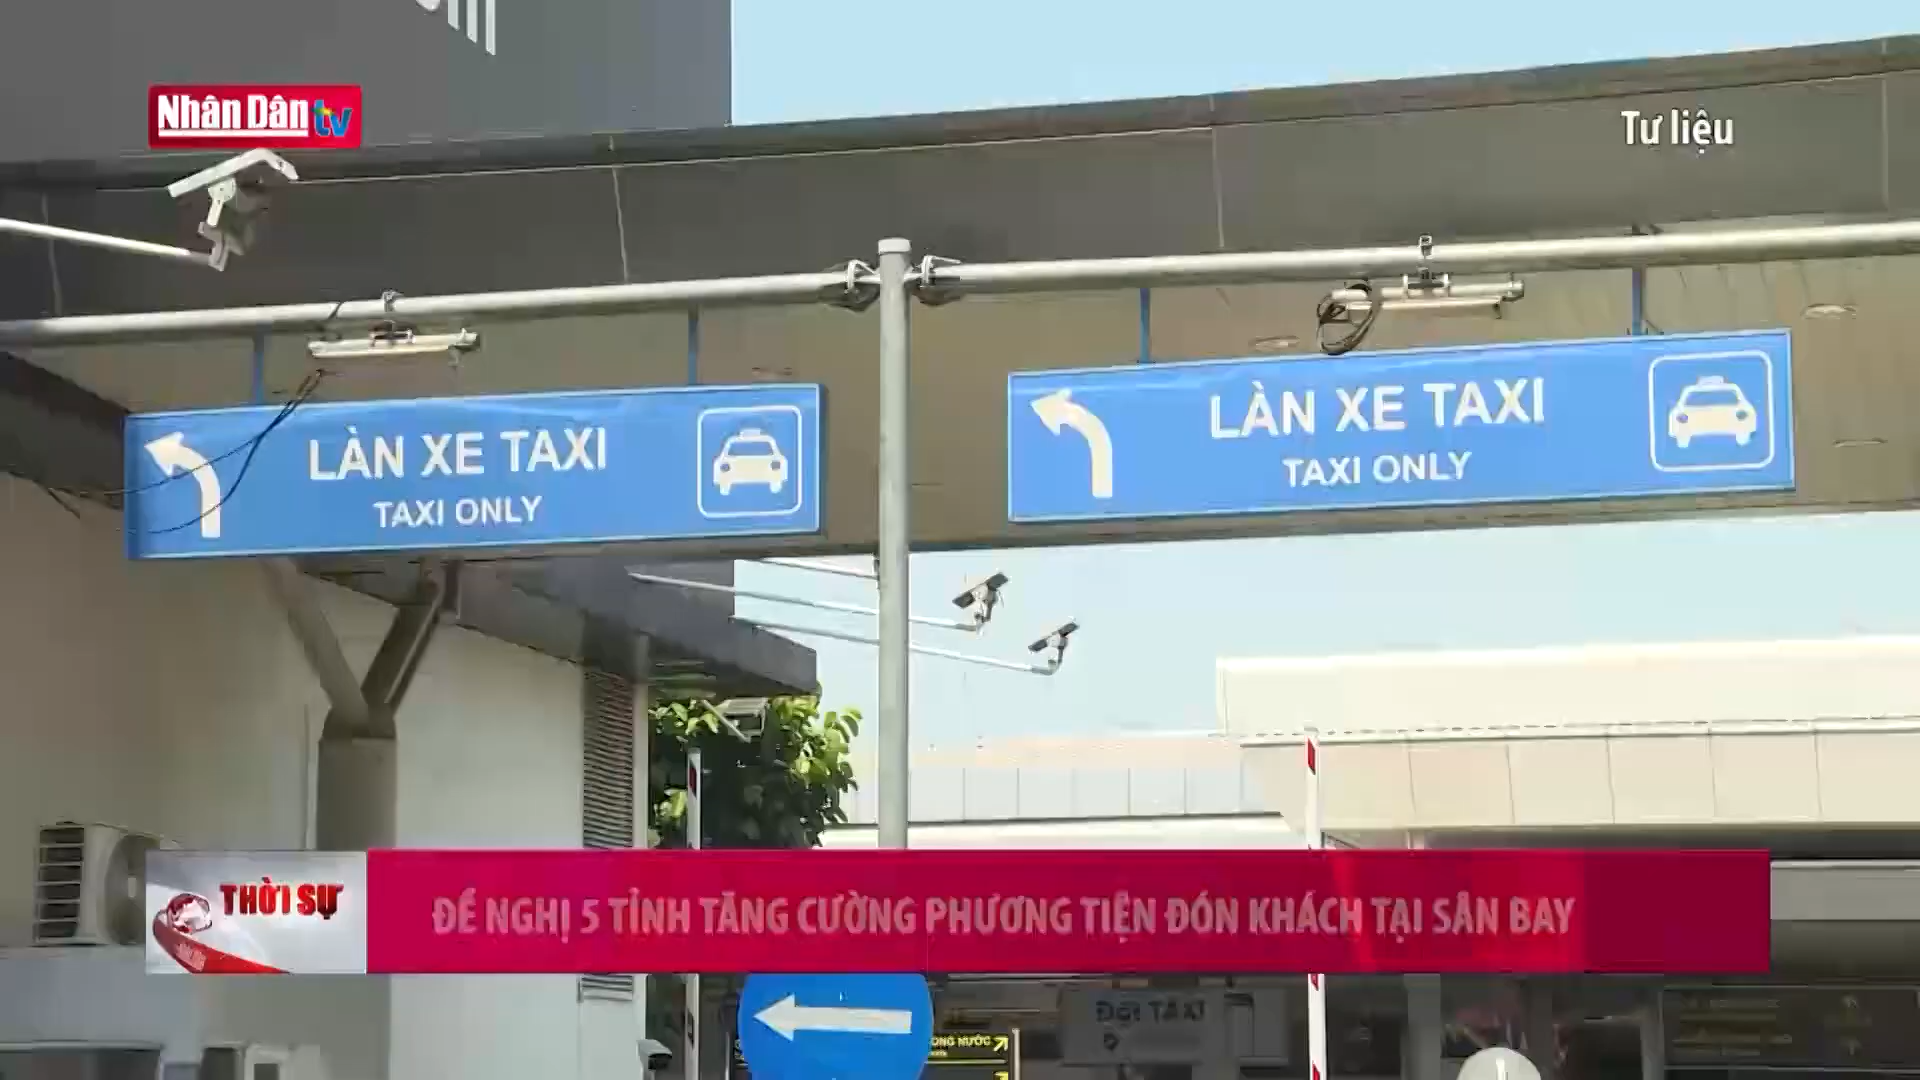 Nhân Dân tv
Tư liệu
LÀN XE TAXI
TAXI ONLY
LÀN XE TAXI
TAXI ONLY
THỜI SỰ
ĐỀ NGHỊ 5 TỈNH TĂNG CƯỜNG PHƯƠNG TIỆN ĐÓN KHÁCH TẠI SÂN BAY
TAXI
NƯỚC